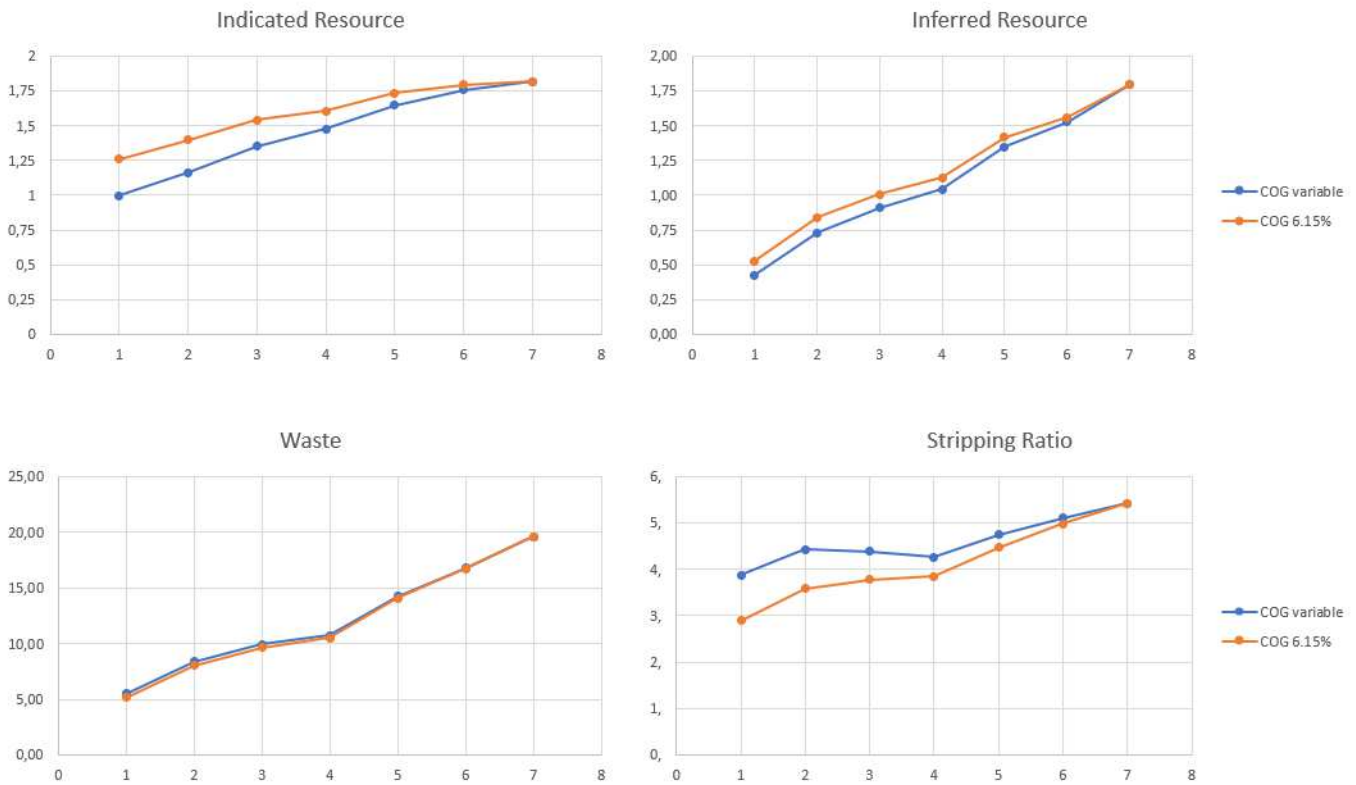 Indicated Resource
2
1,75
1,5
1,25
1
0,75
0,5
0,25
0
0 1 2 3 4 5 6 7 8
Inferred Resource
2,00
1,75
1,50
1,25
1,00
0,75
0,50
0,25
0,00
0 1 2 3 4 5 6 7 8
COG variable
COG 6.15%
Waste
25,00
20,00
15,00
10,00
5,00
0,00
0 1 2 3 4 5 6 7 8
Stripping Ratio
6,
5,
4,
3,
2,
1,
0,
0 1 2 3 4 5 6 7 8
COG variable
COG 6.15%